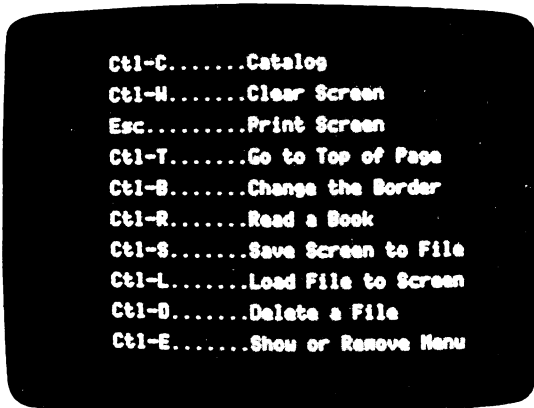 Ctl-C.......Catalog
Ctl-W.......Clear Screen
Esc.........Print Screen
Ctl-T.......Go to Top of Page
Ctl-B.......Change the Border
Ctl-R.......Read a Book
Ctl-S.......Save Screen to File
Ctl-L.......Load File to Screen
Ctl-D.......Delete a File
Ctl-E.......Show or Remove Menu